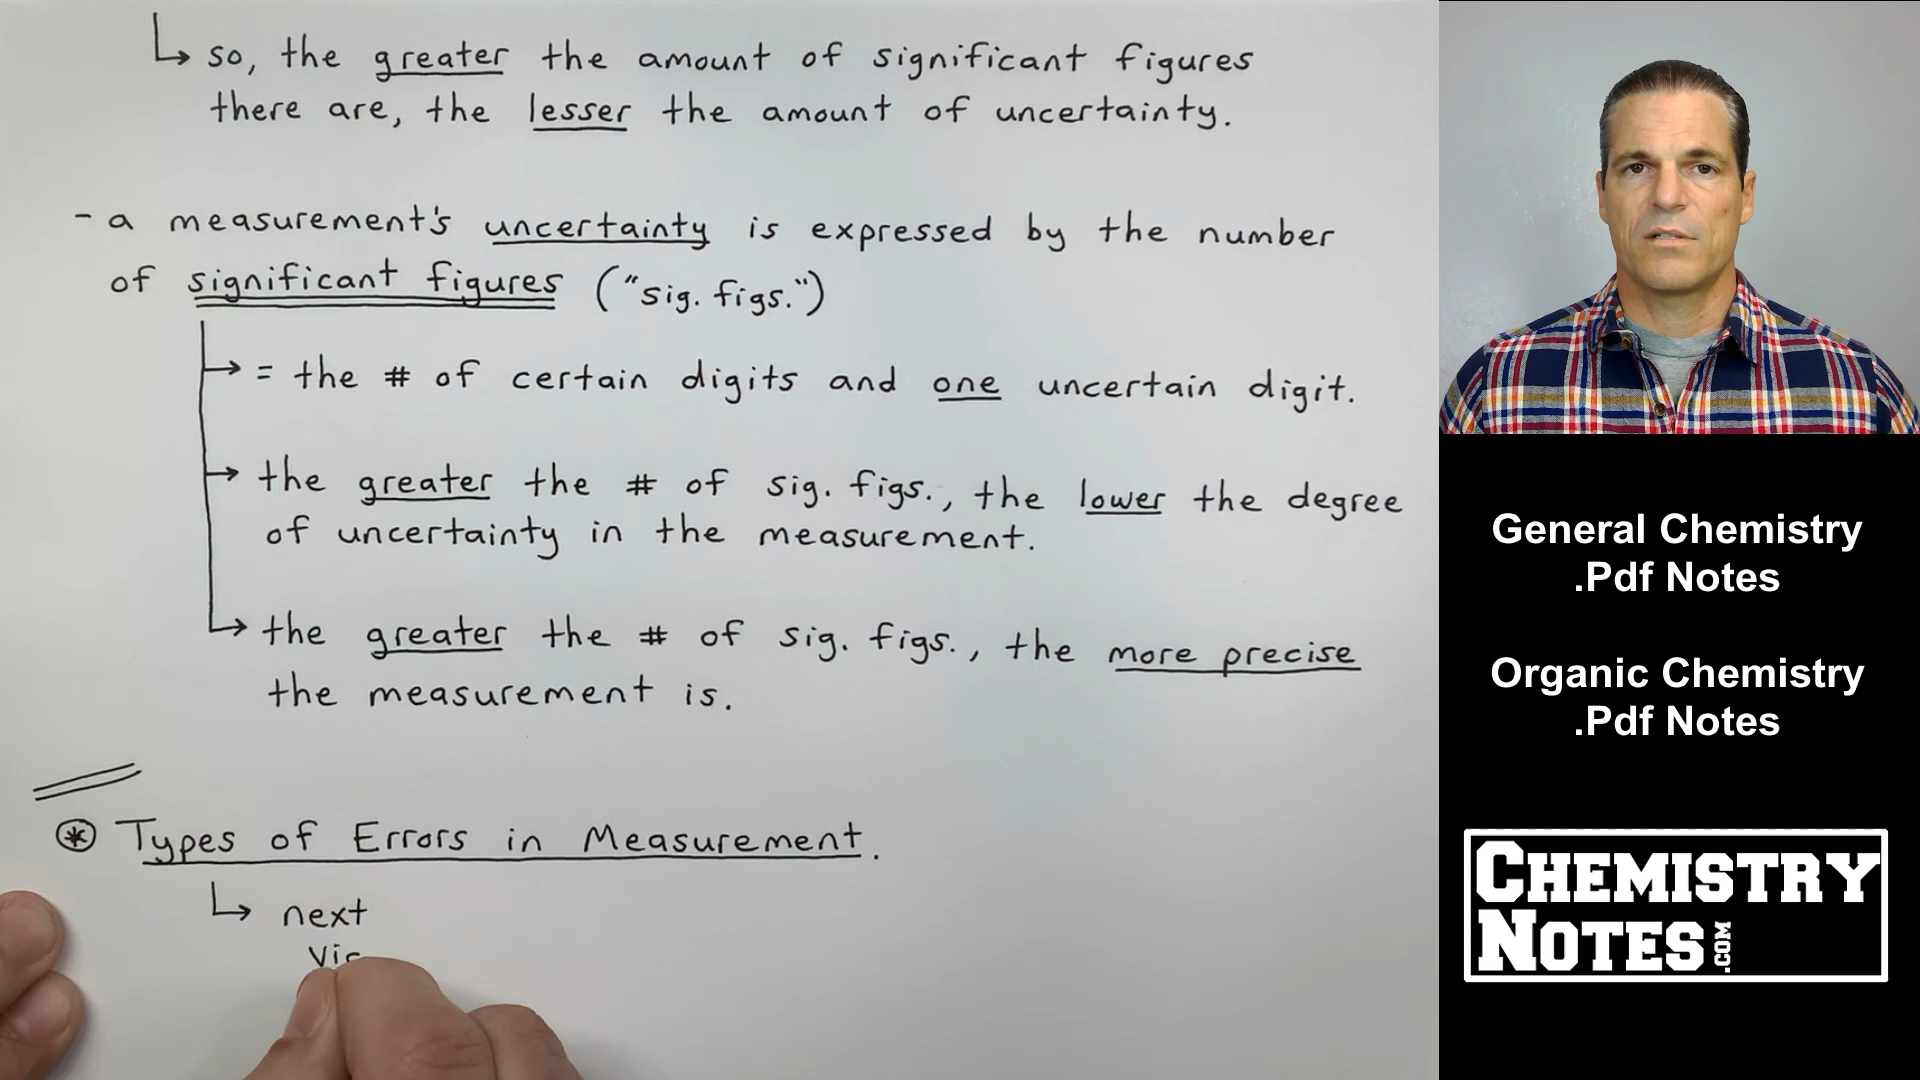 ↳ so, the greater the amount of significant figures
there are, the lesser the amount of uncertainty.
- a measurement's uncertainty is expressed by the number
of significant figures ("sig. figs.")
→ = the # of certain digits and one uncertain digit.
→ the greater the # of sig. figs., the lower the degree
of uncertainty in the measurement.
→ the greater the # of sig. figs., the more precise
the measurement is.
* Types of Errors in Measurement.
↳ next
General Chemistry
.Pdf Notes
Organic Chemistry
.Pdf Notes
CHEMISTRY
NOTES.COM